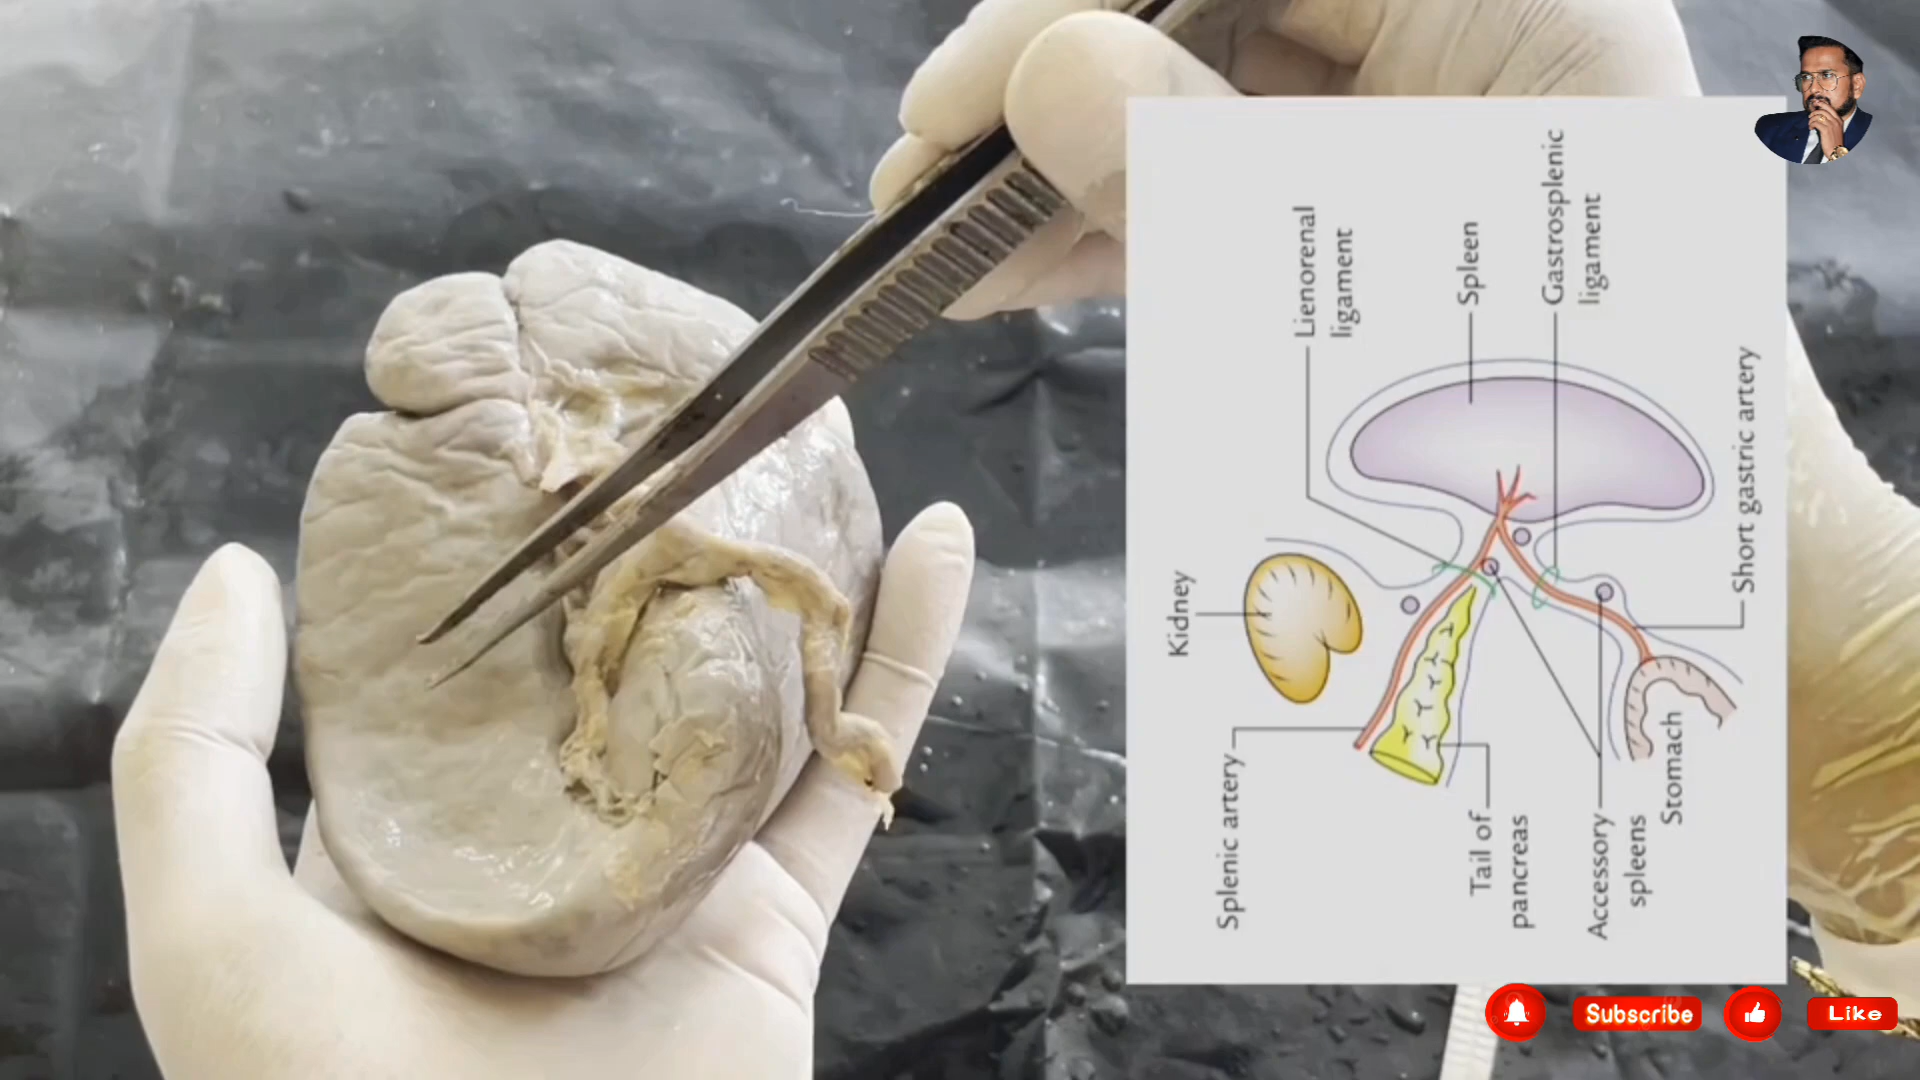 Lienorenal
ligament
Spleen
Gastrosplenic
ligament
Kidney
Short gastric artery
Splenic artery
Tail of
pancreas
Accessory
spleens
Stomach
Subscribe
Like